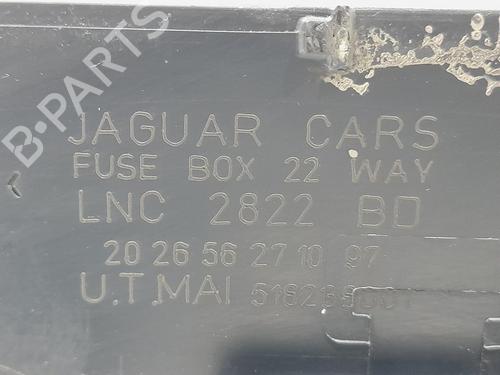 B-PARTS
JAGUAR CARS
FUSE BOX 22 WAY
LNC 2822 BD
20 26 56 27 10 97
U.T.MAI